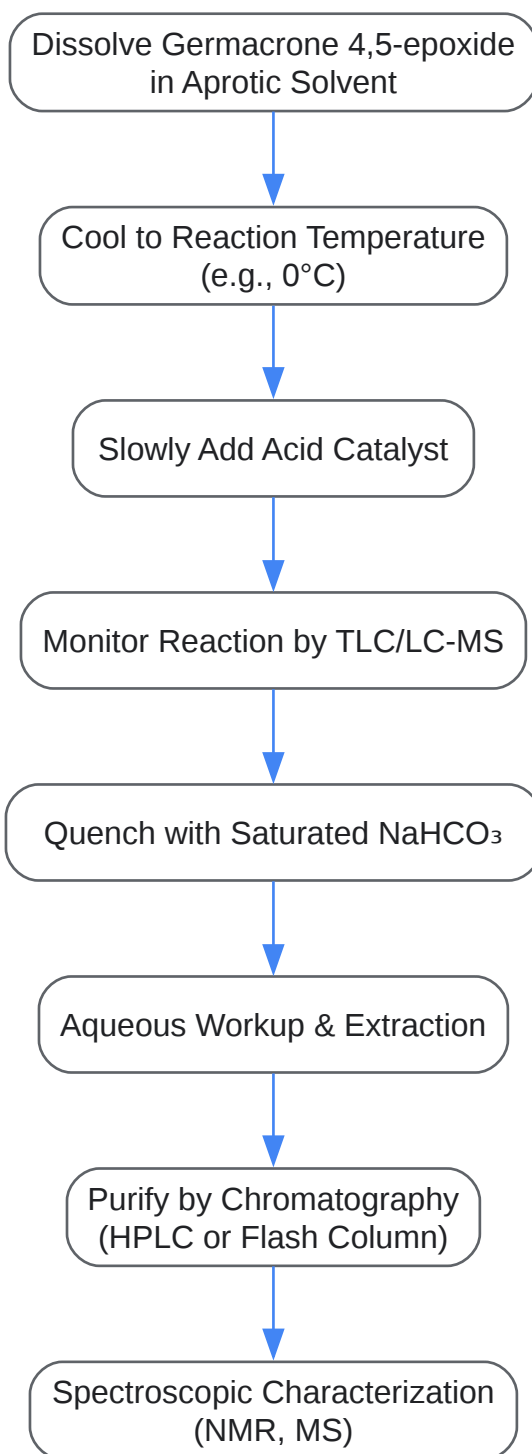 Dissolve Germacrone 4,5-epoxide
in Aprotic Solvent
Cool to Reaction Temperature
(e.g., 0°C)
Slowly Add Acid Catalyst
Monitor Reaction by TLC/LC-MS
Quench with Saturated NaHCO₃
Aqueous Workup & Extraction
Purify by Chromatography
(HPLC or Flash Column)
Spectroscopic Characterization
(NMR, MS)